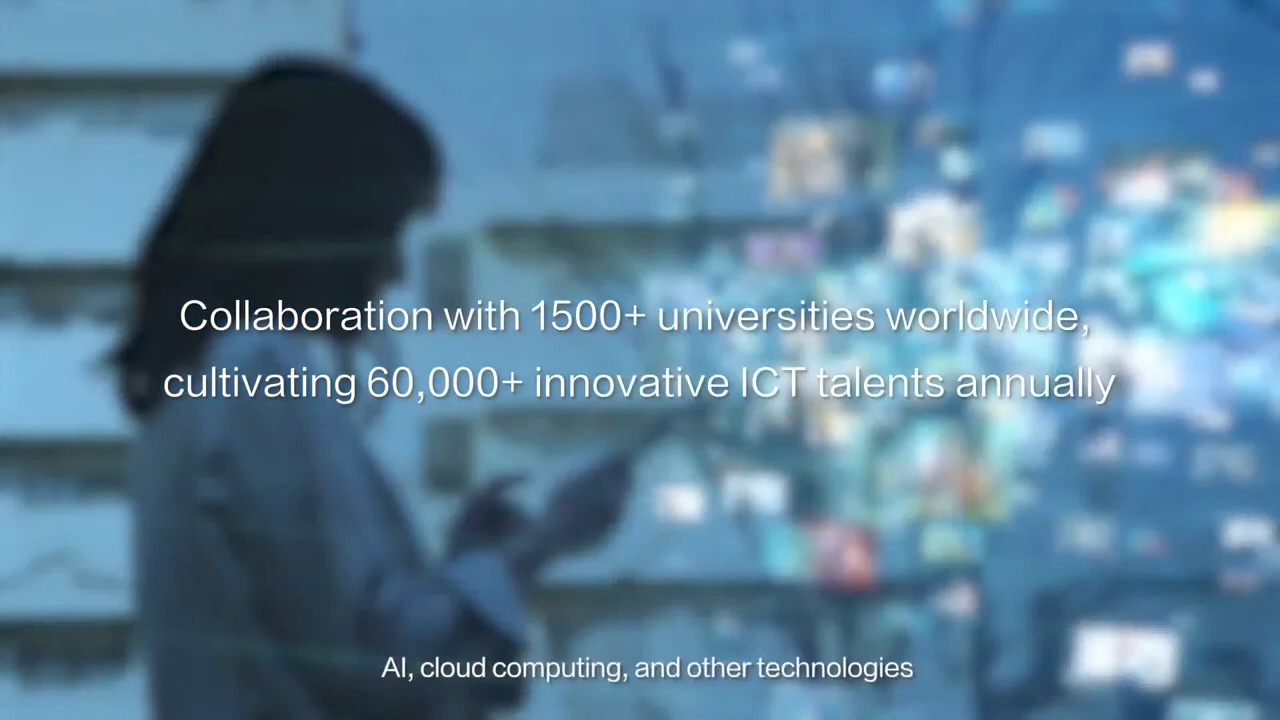 Collaboration with 1500+ universities worldwide,
cultivating 60,000+ innovative ICT talents annually
AI, cloud computing, and other technologies